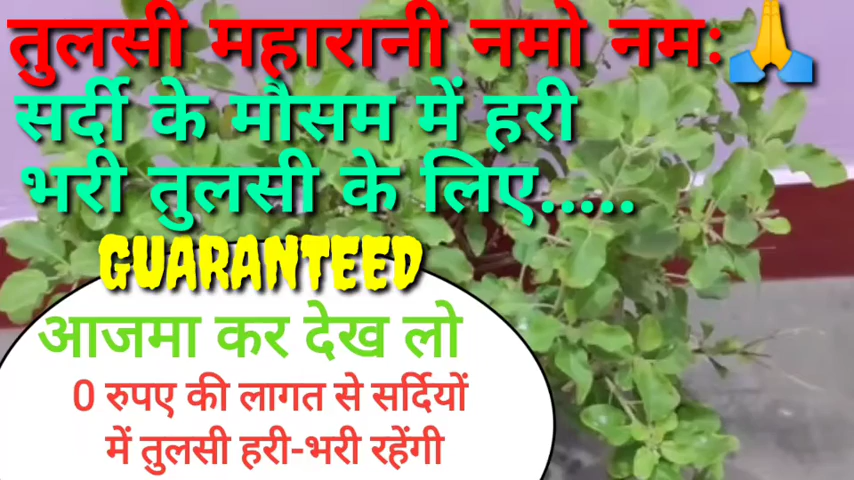 तुलसी महारानी नमो नमः🙏
सर्दी के मौसम में हरी
भरी तुलसी के लिए.....
GUARANTEED
आजमा कर देख लो
0 रुपए की लागत से सर्दियों
में तुलसी हरी-भरी रहेंगी